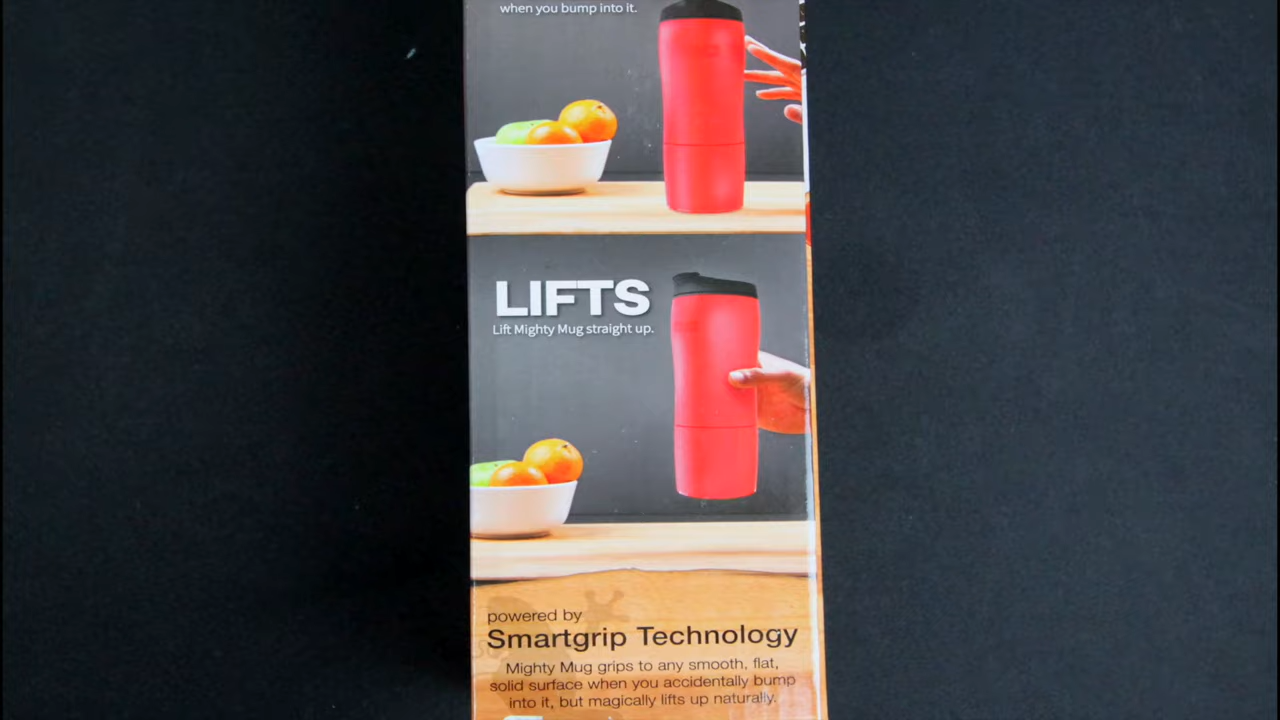 when you bump into it.
LIFTS
Lift Mighty Mug straight up.
powered by
Smartgrip Technology
Mighty Mug grips to any smooth, flat,
solid surface when you accidentally bump
into it, but magically lifts up naturally.